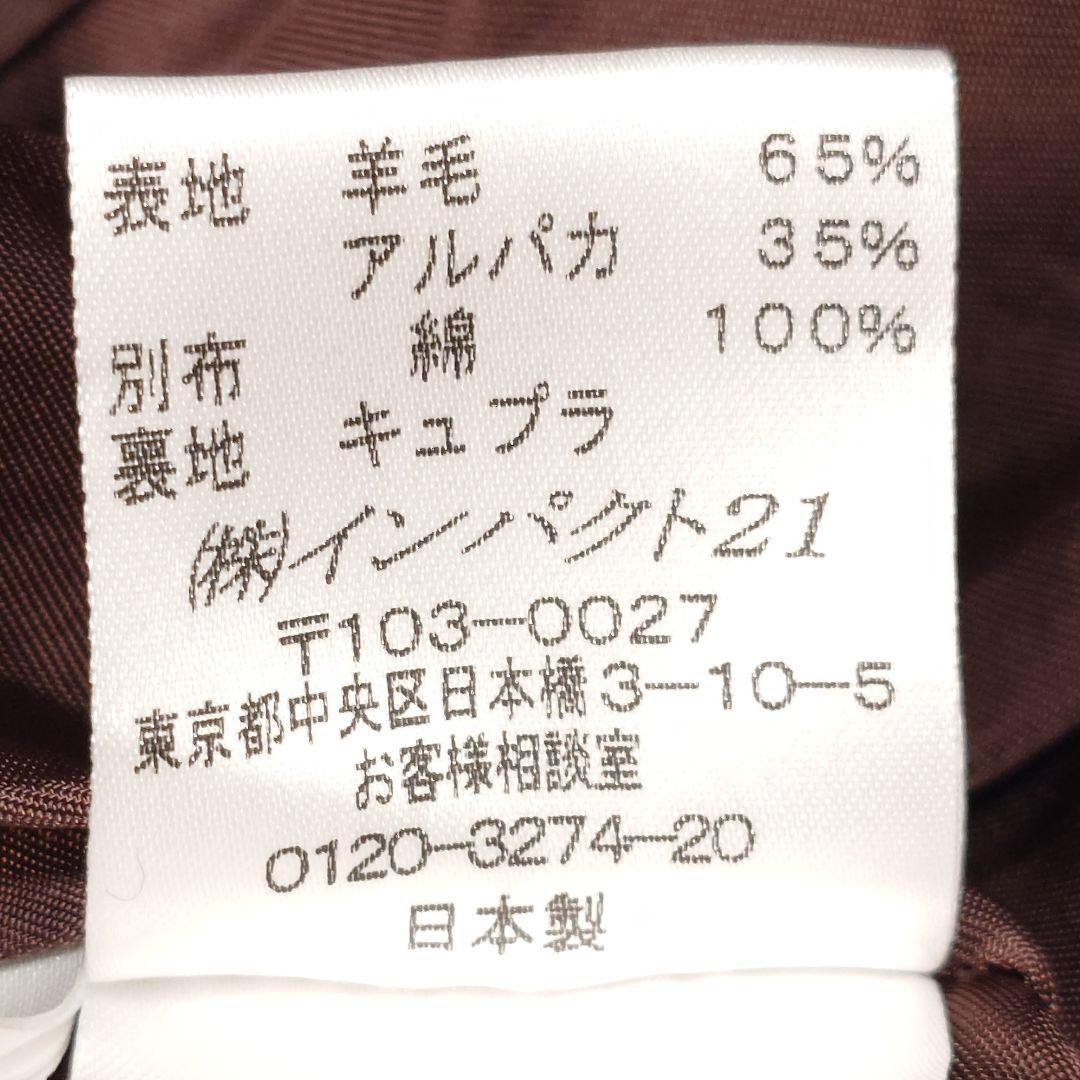 表地 羊毛 65%
アルパカ 35%
別布 綿 100%
裏地 キュプラ
㈱インパクト21
〒103-0027
東京都中央区日本橋3-10-5
お客様相談室
0120-3274-20
日本製